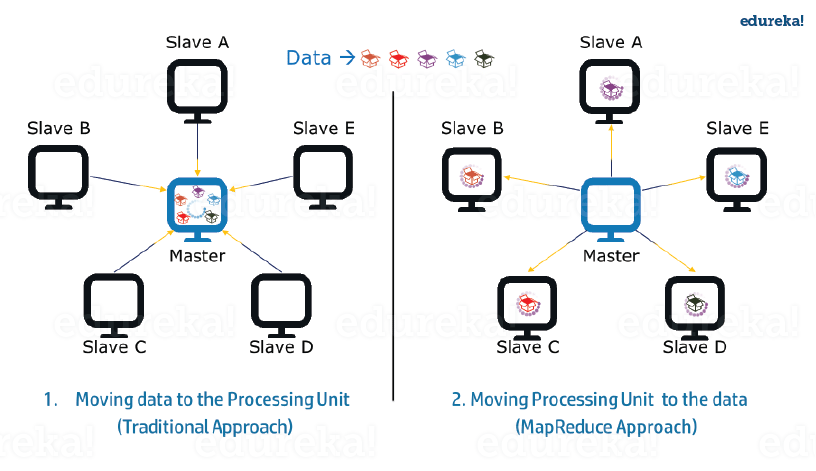 edureka!
Data →
Slave A
Slave B
Slave E
Master
Slave C
Slave D
1. Moving data to the Processing Unit
(Traditional Approach)
Slave A
Slave B
Slave E
Master
Slave C
Slave D
2. Moving Processing Unit to the data
(MapReduce Approach)